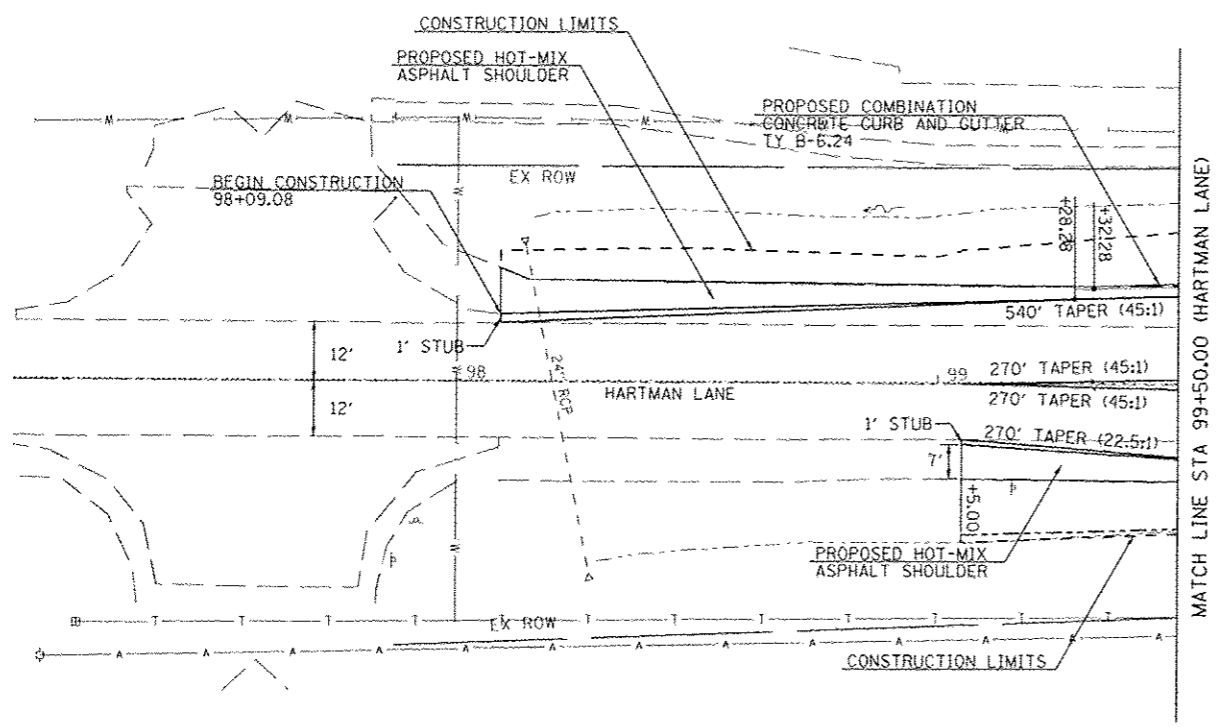 CONSTRUCTION LIMITS
PROPOSED HOT-MIX
ASPHALT SHOULDER
PROPOSED COMBINATION
CONCRETE CURB AND GUTTER
TY B-6.24
W W W W W
EX ROW
BEGIN CONSTRUCTION
98+09.08
+28.28
+32.28
540' TAPER (45:1)
1' STUB
12'
12'
W
98
24" RCP
HARTMAN LANE
99
270' TAPER (45:1)
270' TAPER (45:1)
1' STUB
270' TAPER (22.5:1)
7'
+5.00
PROPOSED HOT-MIX
ASPHALT SHOULDER
T T T T T T T T T T T T
EX ROW
A A A A A A A A A A A A A
CONSTRUCTION LIMITS
MATCH LINE STA 99+50.00 (HARTMAN LANE)